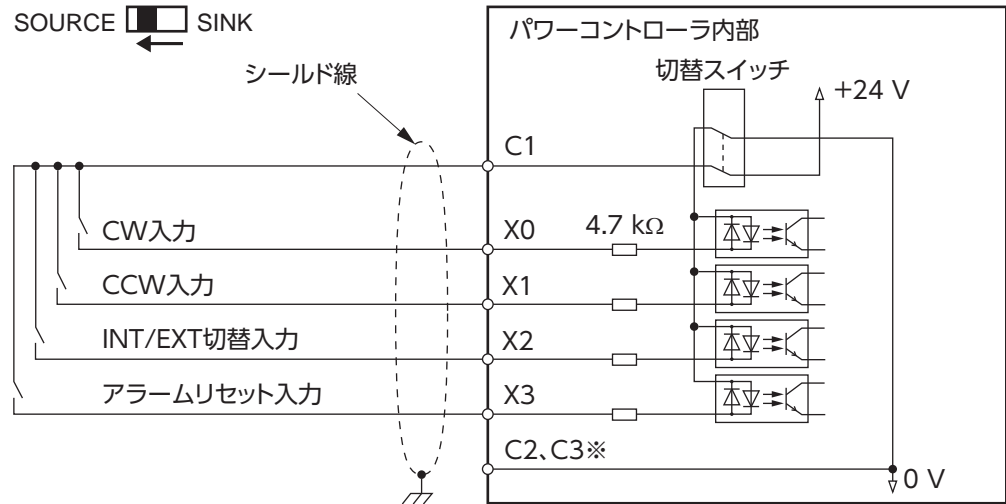 SOURCE SINK
パワーコントローラ内部
切替スイッチ
シールド線
+24 V
C1
CW入力
X0
4.7 kΩ
CCW入力
X1
INT/EXT切替入力
X2
アラームリセット入力
X3
C2、C3※
0 V